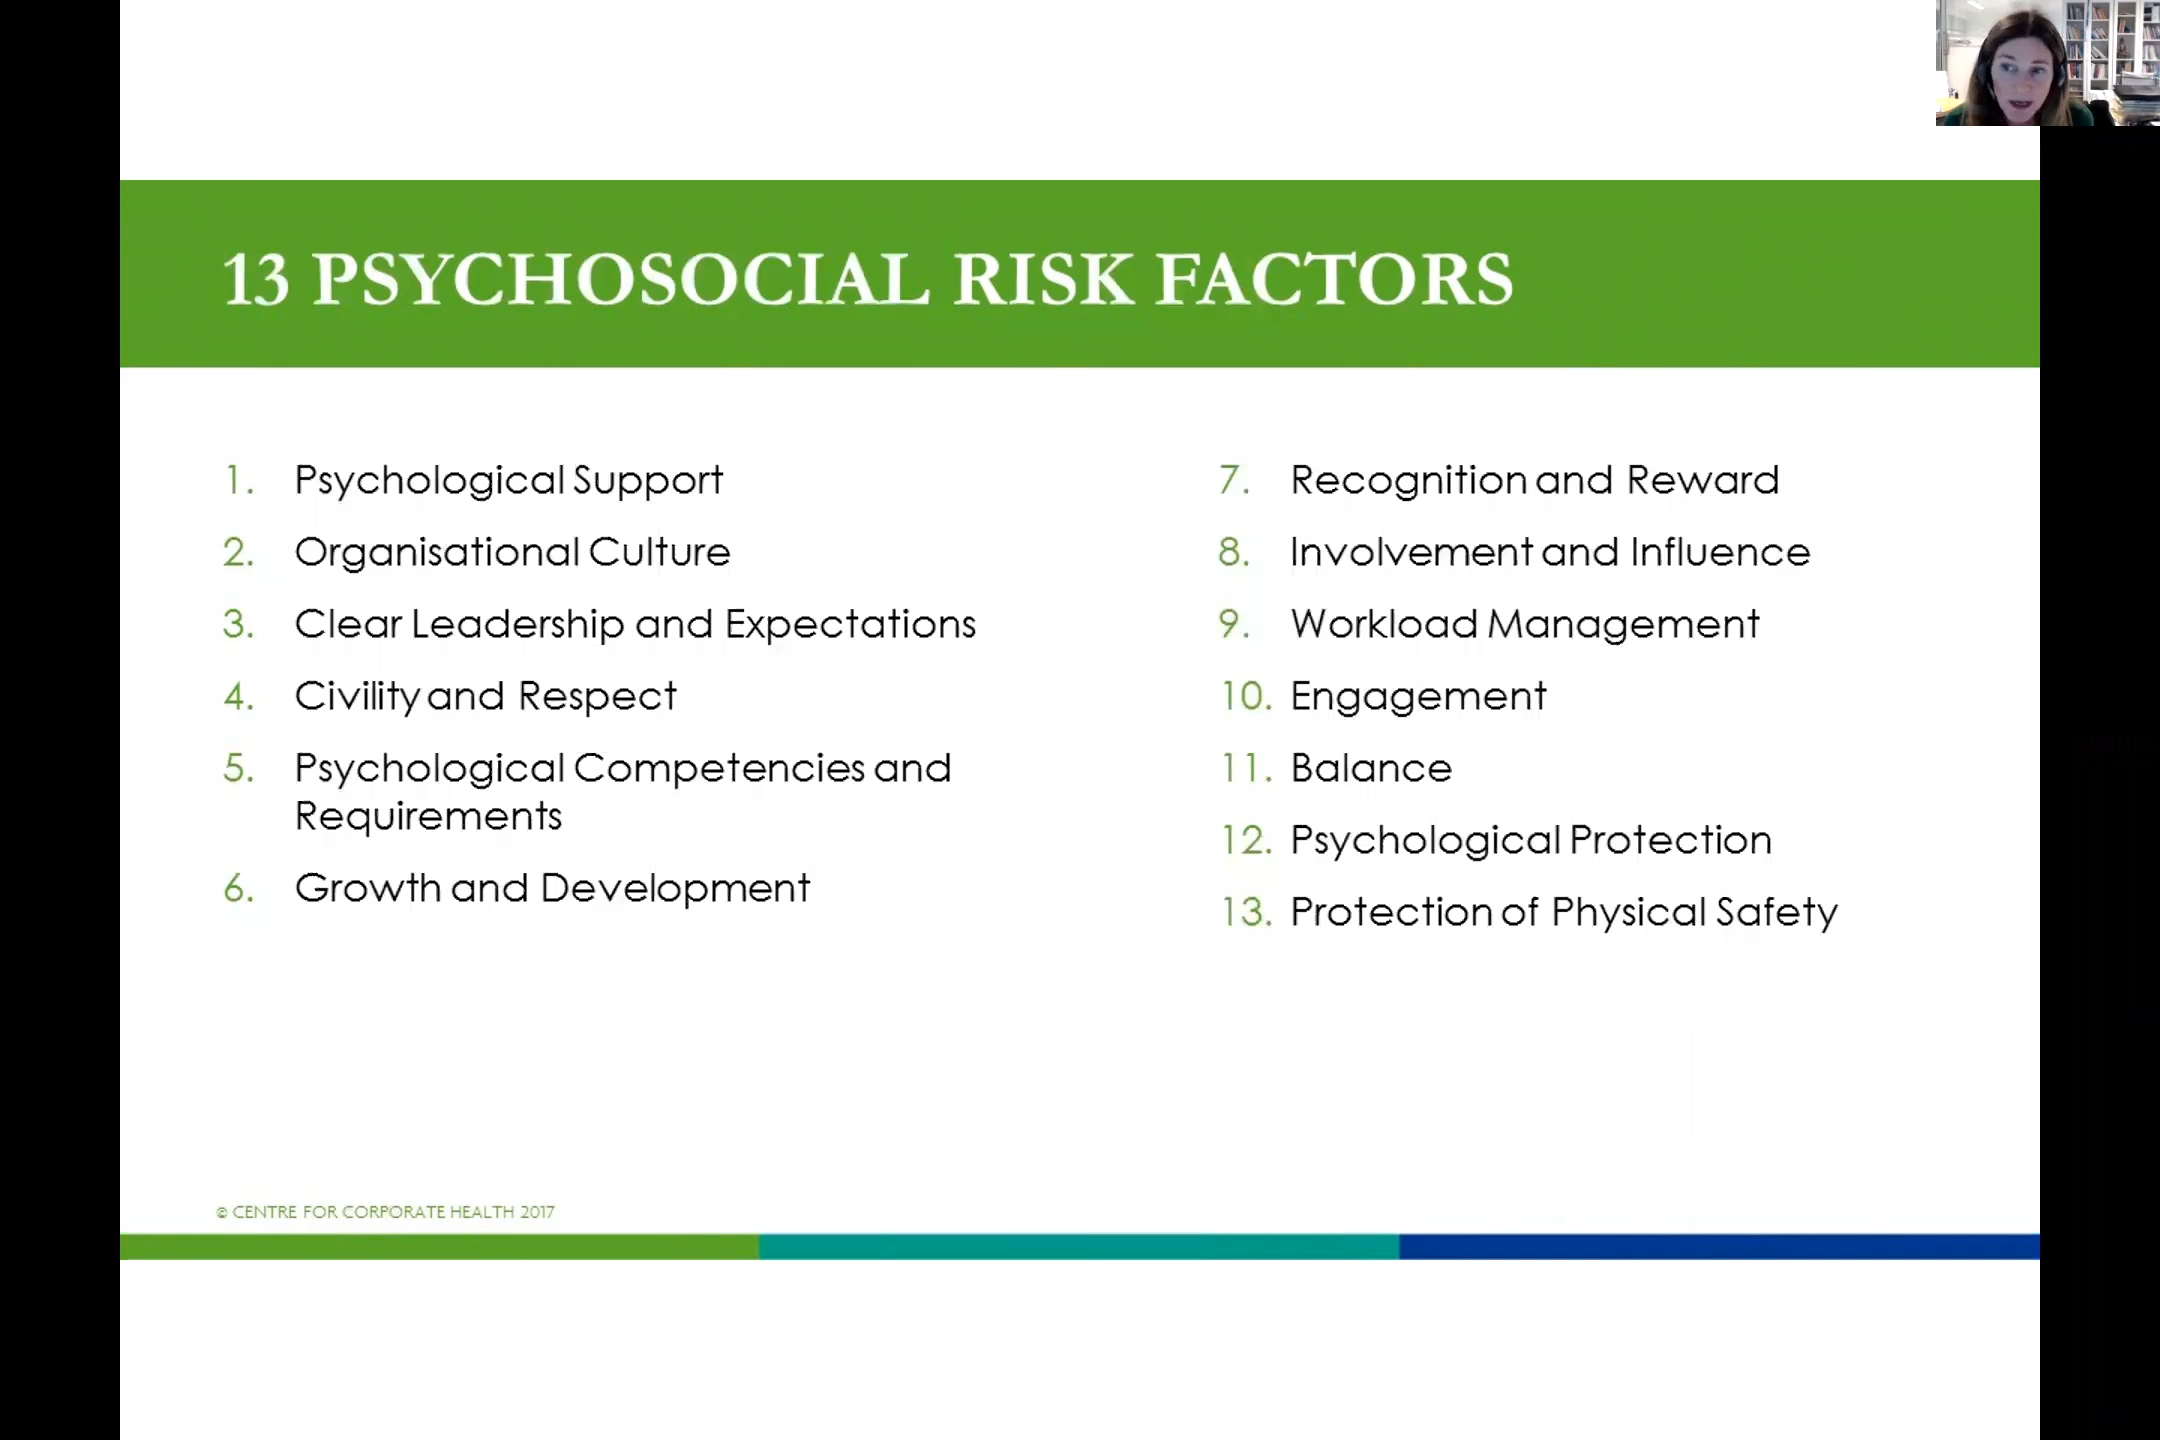 13 PSYCHOSOCIAL RISK FACTORS
1. Psychological Support
2. Organisational Culture
3. Clear Leadership and Expectations
4. Civility and Respect
5. Psychological Competencies and
Requirements
6. Growth and Development
7. Recognition and Reward
8. Involvement and Influence
9. Workload Management
10. Engagement
11. Balance
12. Psychological Protection
13. Protection of Physical Safety
© CENTRE FOR CORPORATE HEALTH 2017